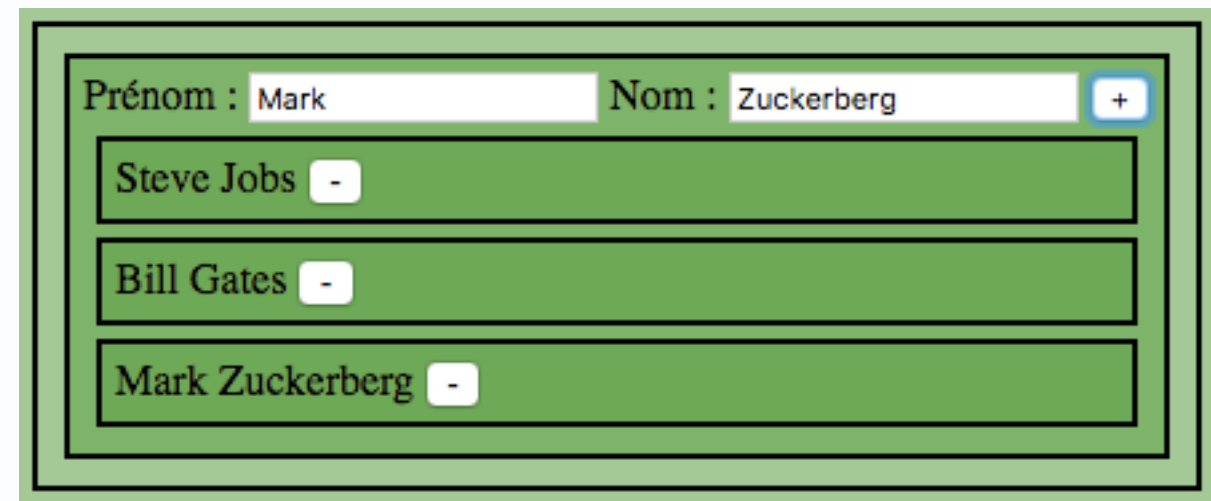 Prénom : Mark Nom : Zuckerberg +
Steve Jobs -
Bill Gates -
Mark Zuckerberg -